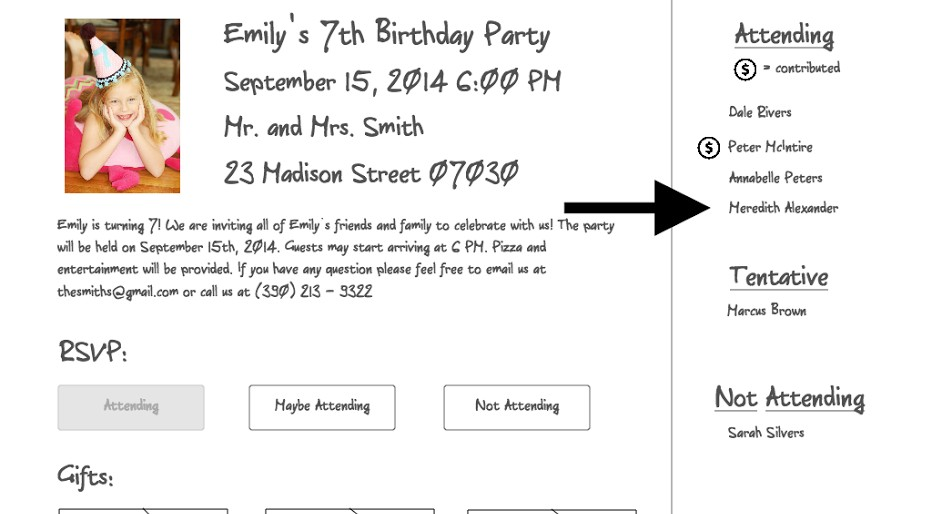 Emily's 7th Birthday Party
September 15, 2014 6:00 PM
Mr. and Mrs. Smith
23 Madison Street 07030
Emily is turning 7! We are inviting all of Emily's friends and family to celebrate with us! The party
will be held on September 15th, 2014. Guests may start arriving at 6 PM. Pizza and
entertainment will be provided. If you have any question please feel free to email us at
thesmiths@gmail.com or call us at (390) 213 - 9322
RSVP:
Attending
Maybe Attending
Not Attending
Gifts:
Attending
$ = contributed
Dale Rivers
$ Peter McIntire
Annabelle Peters
Meredith Alexander
Tentative
Marcus Brown
Not Attending
Sarah Silvers